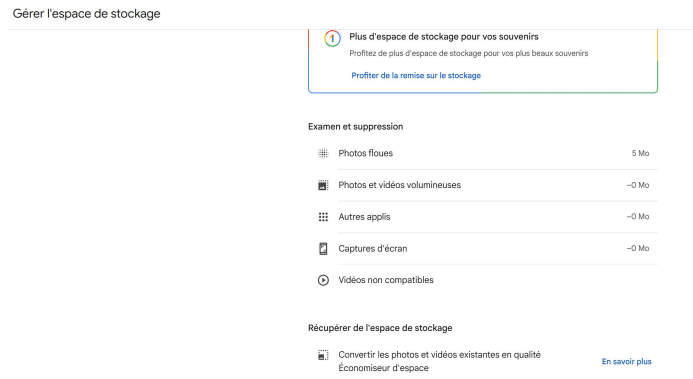 Gérer l'espace de stockage
1
Plus d'espace de stockage pour vos souvenirs
Profitez de plus d'espace de stockage pour vos plus beaux souvenirs
Profiter de la remise sur le stockage
Examen et suppression
Photos floues 5 Mo
Photos et vidéos volumineuses ~0 Mo
Autres applis ~0 Mo
Captures d'écran ~0 Mo
Vidéos non compatibles
Récupérer de l'espace de stockage
Convertir les photos et vidéos existantes en qualité
Économiseur d'espace
En savoir plus